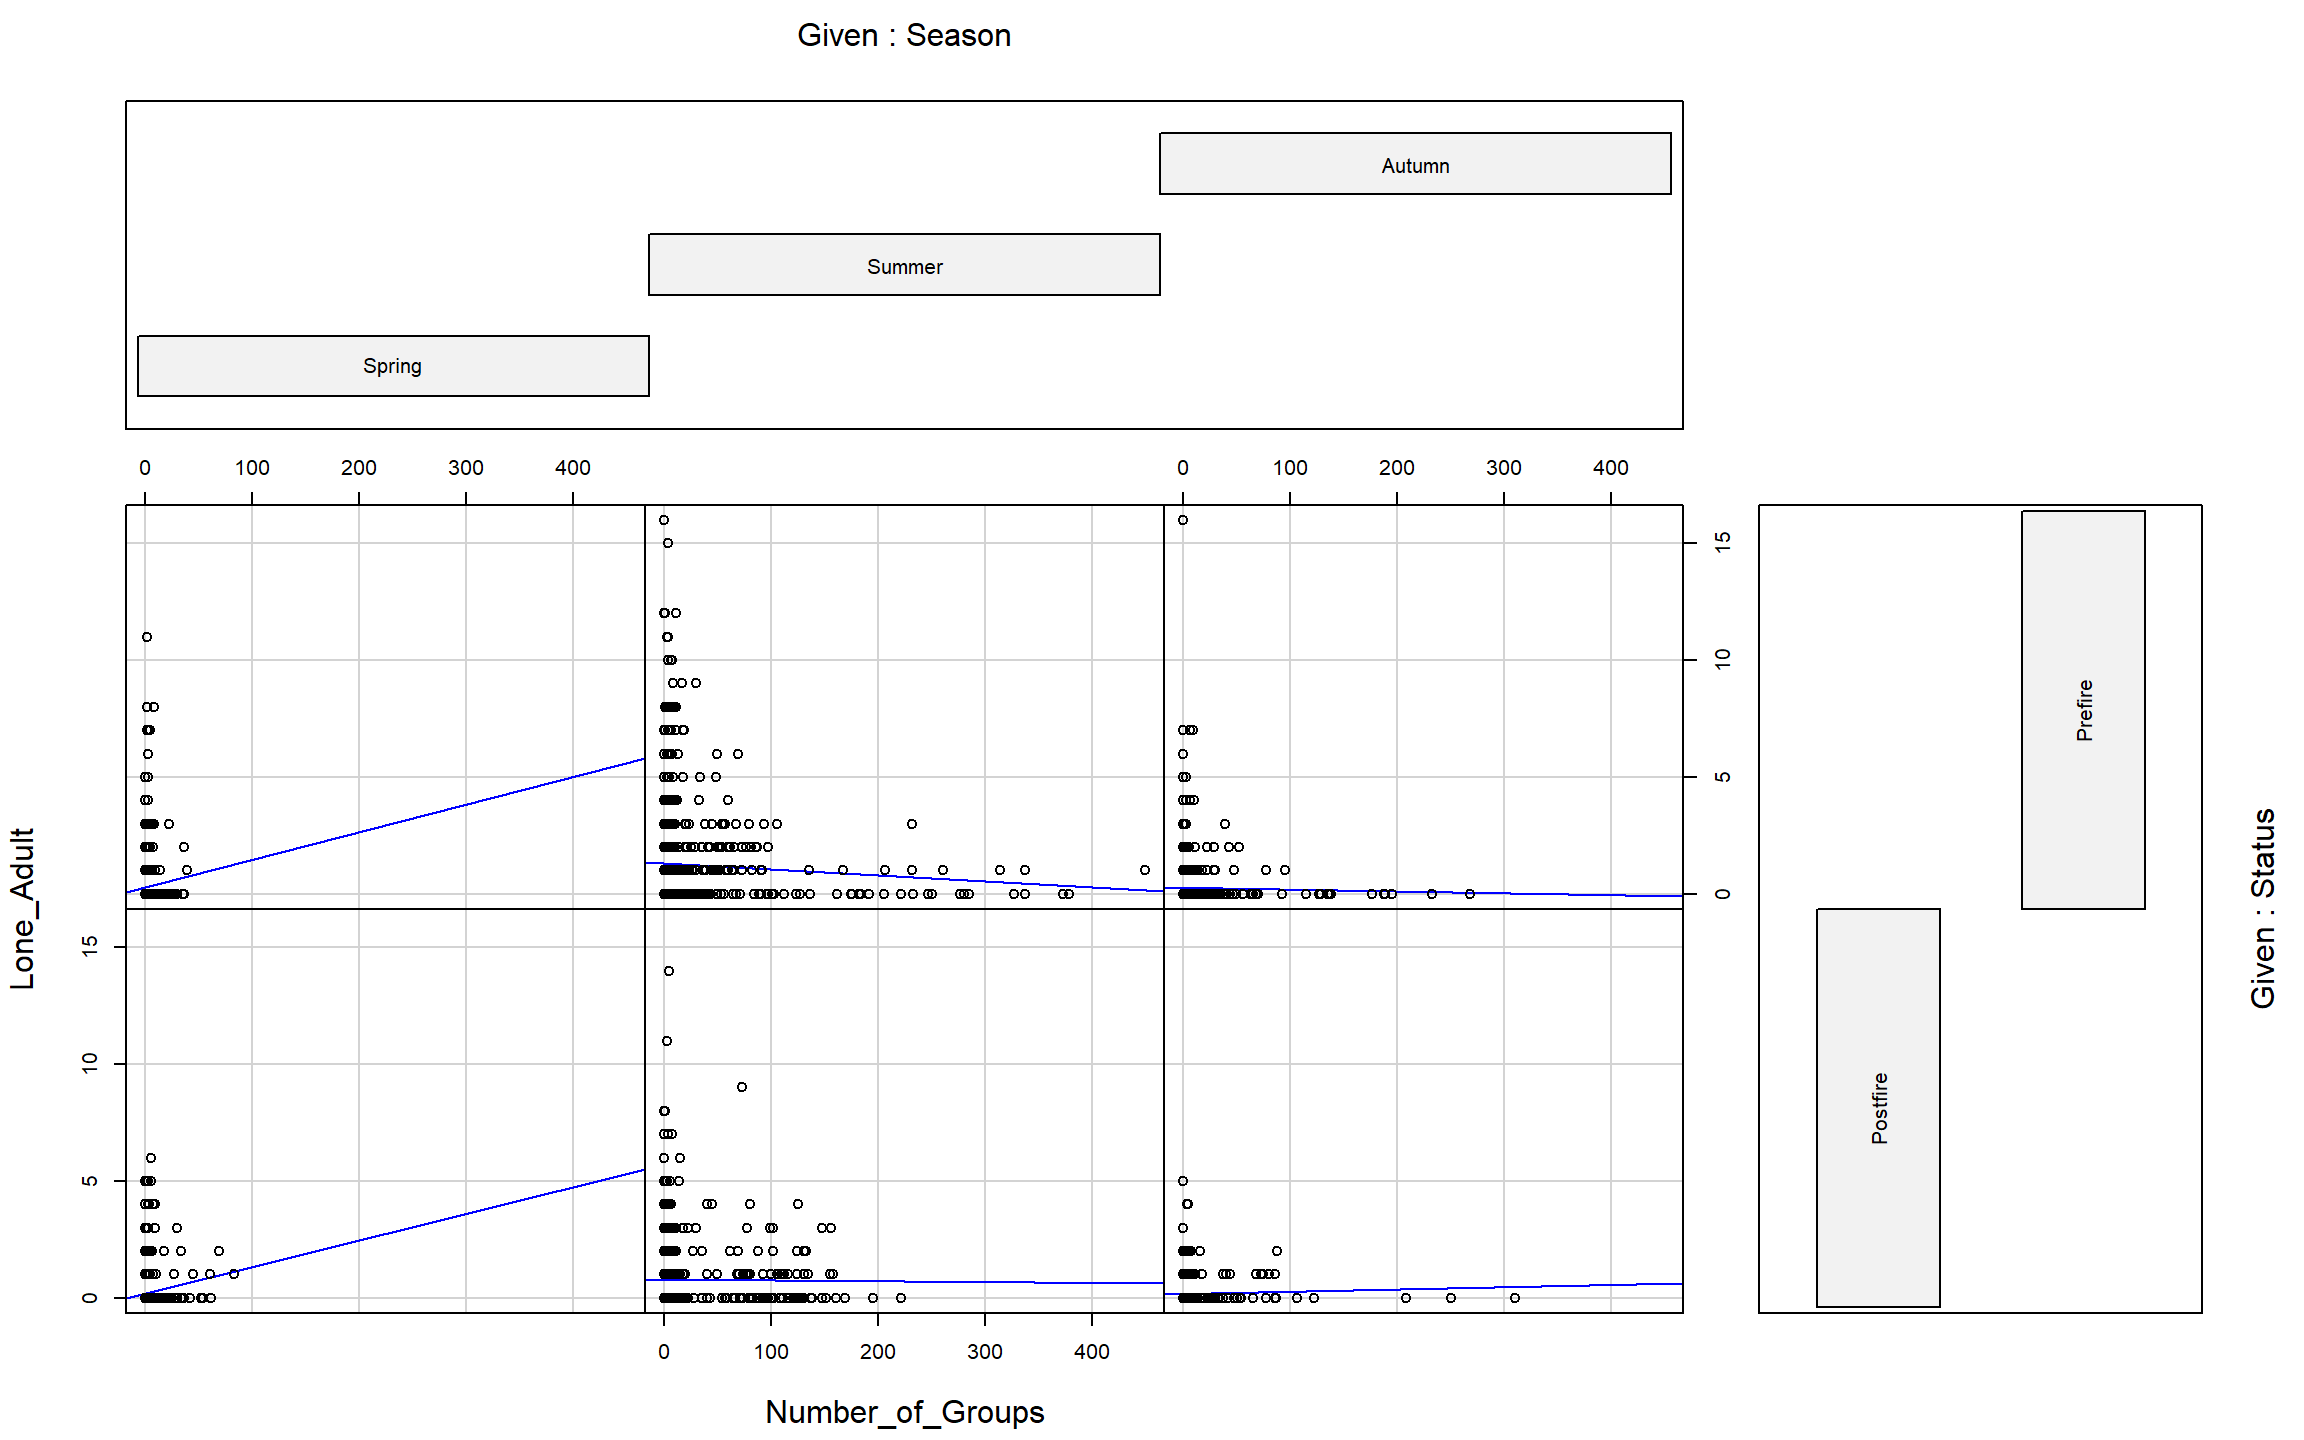 Given : Season
Autumn
Summer
Spring
0 100 200 300 400
0 100 200 300 400
15
10
5
0
Prefire
Postfire
Given : Status
Lone_Adult
15
10
5
0
0 100 200 300 400
Number_of_Groups